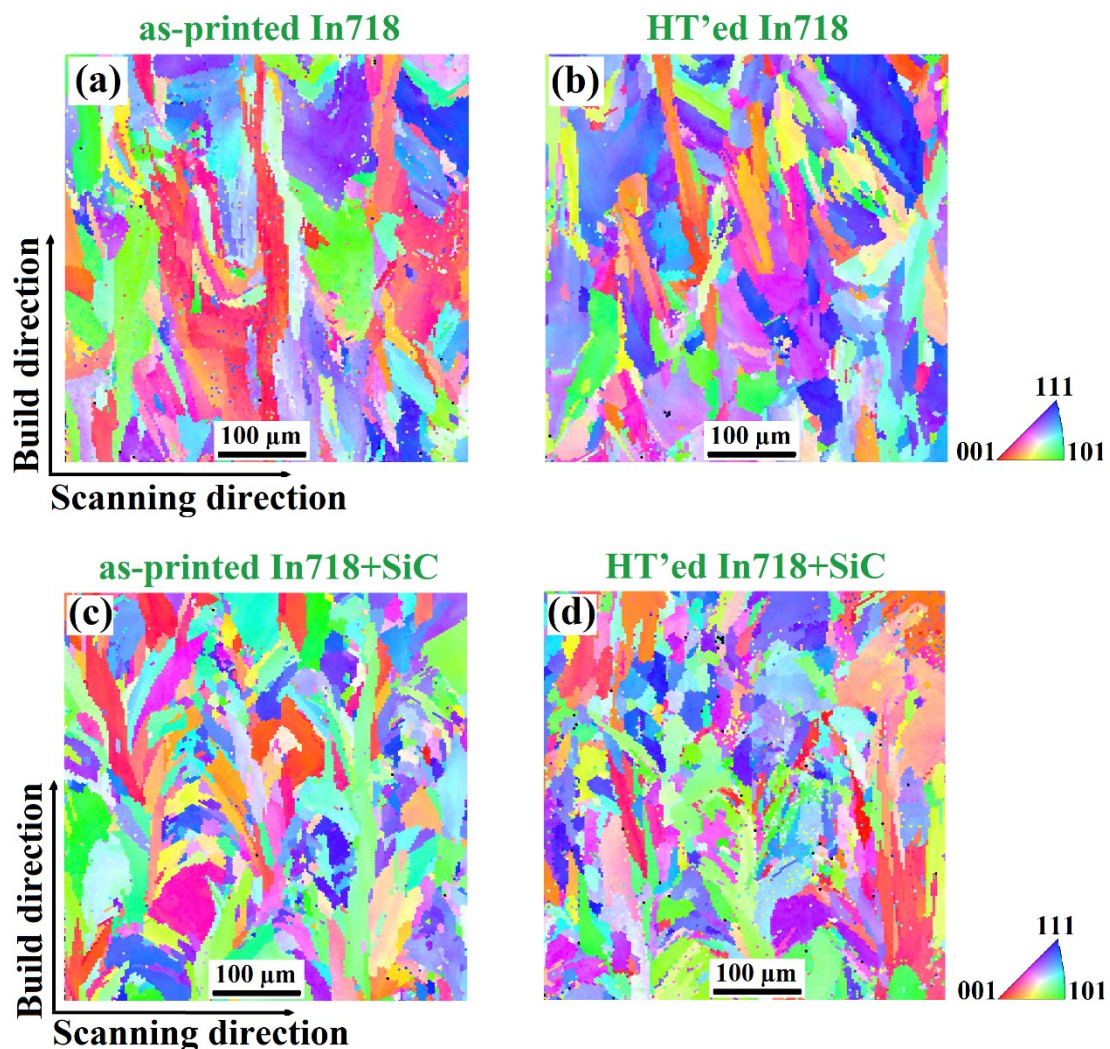 as-printed In718
HT'ed In718
(a)
(b)
Build direction
100 µm
100 µm
Scanning direction
111
001
101
as-printed In718+SiC
HT'ed In718+SiC
(c)
(d)
Build direction
100 µm
100 µm
Scanning direction
111
001
101